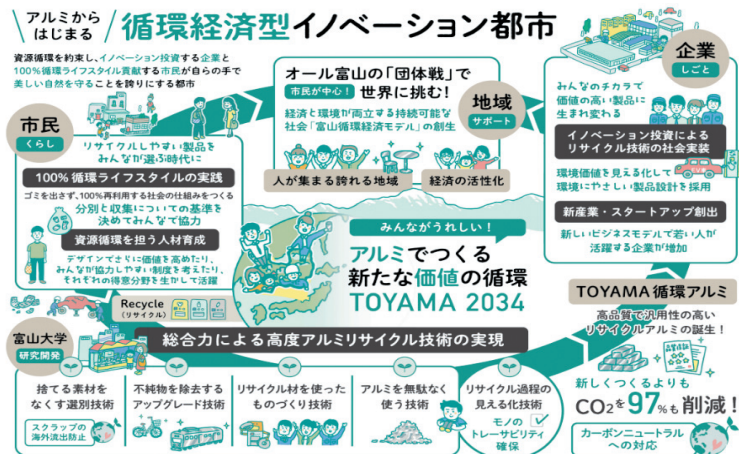 アルミから
はじまる
循環経済型イノベーション都市
資源循環を約束し、イノベーション投資する企業と
100%循環ライフスタイル貢献する市民が自らの手で
美しい自然を守ることを誇りにする都市
市民
くらし
リサイクルしやすい製品を
みんなが選ぶ時代に
100%循環ライフスタイルの実践
ゴミを出さず、100%再利用する社会の仕組みをつくる
分別と収集についての基準を
決めてみんなで協力
資源循環を担う人材育成
デザインでさらに価値を高めたり、
みんなが協力しやすい制度を考えたり、
それぞれの得意分野を生かして活躍
オール富山の「団体戦」で
市民が中心!
世界に挑む!
経済と環境が両立する持続可能な
社会「富山循環経済モデル」の創生
人が集まる誇れる地域
経済の活性化
地域
サポート
企業
しごと
みんなのチカラで
価値の高い製品に
生まれ変わる
イノベーション投資による
リサイクル技術の社会実装
環境価値を見える化して
環境にやさしい製品設計を採用
新産業・スタートアップ創出
新しいビジネスモデルで若い人が
活躍する企業が増加
みんながうれしい!
アルミでつくる
新たな価値の循環
TOYAMA 2034
Recycle
(リサイクル)
富山大学
研究開発
総合力による高度アルミリサイクル技術の実現
捨てる素材を
なくす選別技術
スクラップの
海外流出防止
不純物を除去する
アップグレード技術
リサイクル材を使った
ものづくり技術
アルミを無駄なく
使う技術
リサイクル過程の
見える化技術
モノの
トレーサビリティ
確保
TOYAMA循環アルミ
高品質で汎用性の高い
リサイクルアルミの誕生!
新しくつくるよりも
CO2を97%も削減!
カーボンニュートラル
への対応